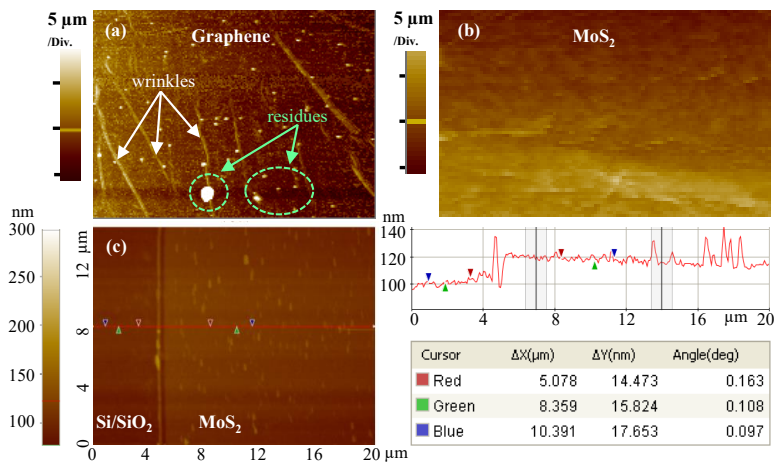 5 µm
/Div.
(a)
Graphene
wrinkles
residues
5 µm
/Div.
(b)
MoS2
nm
300
250
200
150
100
(c)
12
8
4
0
µm
Si/SiO2
MoS2
0 4 8 12 16 20 µm
nm
140
120
100
0 4 8 12 16 µm 20
Cursor ΔX(µm) ΔY(nm) Angle(deg)
Red 5.078 14.473 0.163
Green 8.359 15.824 0.108
Blue 10.391 17.653 0.097